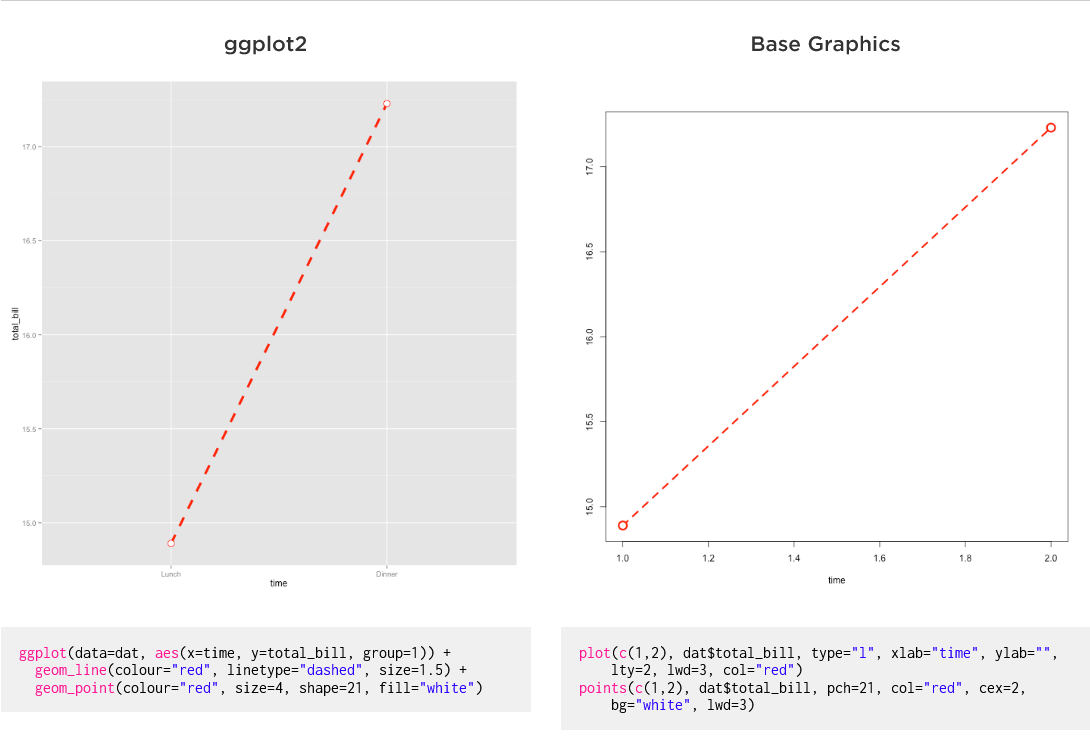 ggplot2
Base Graphics
17.0
16.5
16.0
15.5
15.0
total_bill
Lunch
Dinner
time
17.0
16.5
16.0
15.5
15.0
1.0
1.2
1.4
1.6
1.8
2.0
time
ggplot(data=dat, aes(x=time, y=total_bill, group=1)) +
geom_line(colour="red", linetype="dashed", size=1.5) +
geom_point(colour="red", size=4, shape=21, fill="white")
plot(c(1,2), dat$total_bill, type="l", xlab="time", ylab="",
lty=2, lwd=3, col="red")
points(c(1,2), dat$total_bill, pch=21, col="red", cex=2,
bg="white", lwd=3)